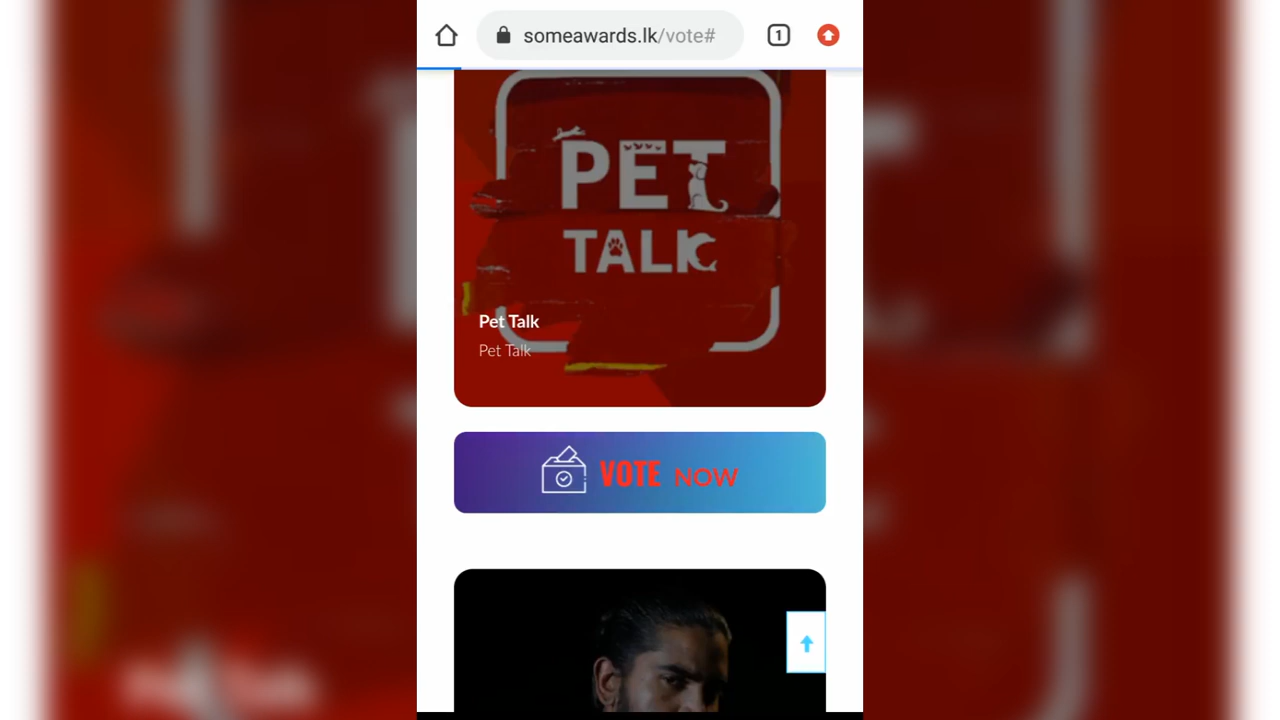 someawards.lk/vote#
1
PET
TALK
Pet Talk
Pet Talk
VOTE NOW